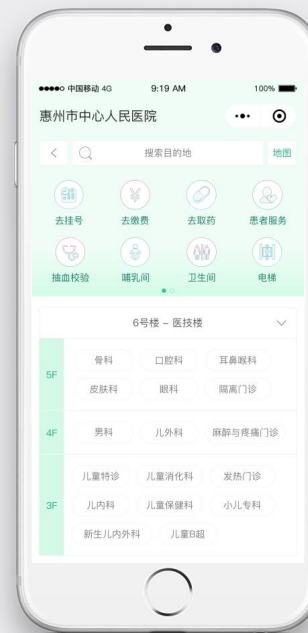 中国移动 4G 9:19 AM 100%
惠州市中心人民医院
搜索目的地 地图
去挂号 去缴费 去取药 患者服务
抽血校验 哺乳间 卫生间 电梯
6号楼 – 医技楼
骨科 口腔科 耳鼻喉科
5F
皮肤科 眼科 隔离门诊
4F 男科 儿外科 麻醉与疼痛门诊
儿童特诊 儿童消化科 发热门诊
3F 儿内科 儿童保健科 小儿专科
新生儿内外科 儿童B超